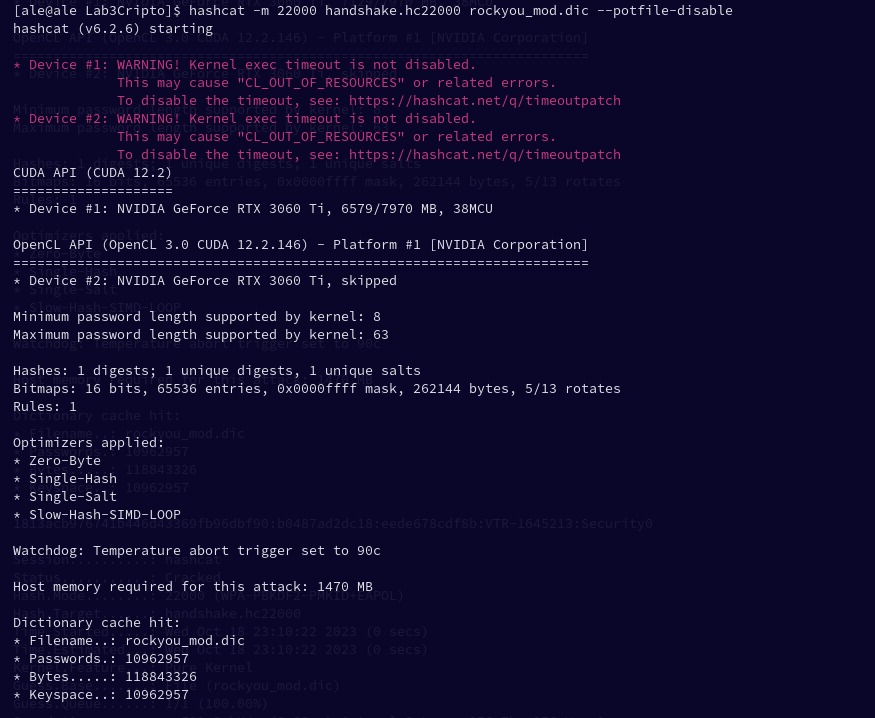 [ale@ale Lab3Cripto]$ hashcat -m 22000 handshake.hc22000 rockyou_mod.dic --potfile-disable
hashcat (v6.2.6) starting
* Device #1: WARNING! Kernel exec timeout is not disabled.
This may cause "CL_OUT_OF_RESOURCES" or related errors.
To disable the timeout, see: https://hashcat.net/q/timeoutpatch
* Device #2: WARNING! Kernel exec timeout is not disabled.
This may cause "CL_OUT_OF_RESOURCES" or related errors.
To disable the timeout, see: https://hashcat.net/q/timeoutpatch
CUDA API (CUDA 12.2)
====================
* Device #1: NVIDIA GeForce RTX 3060 Ti, 6579/7970 MB, 38MCU
OpenCL API (OpenCL 3.0 CUDA 12.2.146) - Platform #1 [NVIDIA Corporation]
========================================================================
* Device #2: NVIDIA GeForce RTX 3060 Ti, skipped
Minimum password length supported by kernel: 8
Maximum password length supported by kernel: 63
Hashes: 1 digests; 1 unique digests, 1 unique salts
Bitmaps: 16 bits, 65536 entries, 0x0000ffff mask, 262144 bytes, 5/13 rotates
Rules: 1
Optimizers applied:
* Zero-Byte
* Single-Hash
* Single-Salt
* Slow-Hash-SIMD-LOOP
Watchdog: Temperature abort trigger set to 90c
Host memory required for this attack: 1470 MB
Dictionary cache hit:
* Filename..: rockyou_mod.dic
* Passwords.: 10962957
* Bytes.....: 118843326
* Keyspace..: 10962957